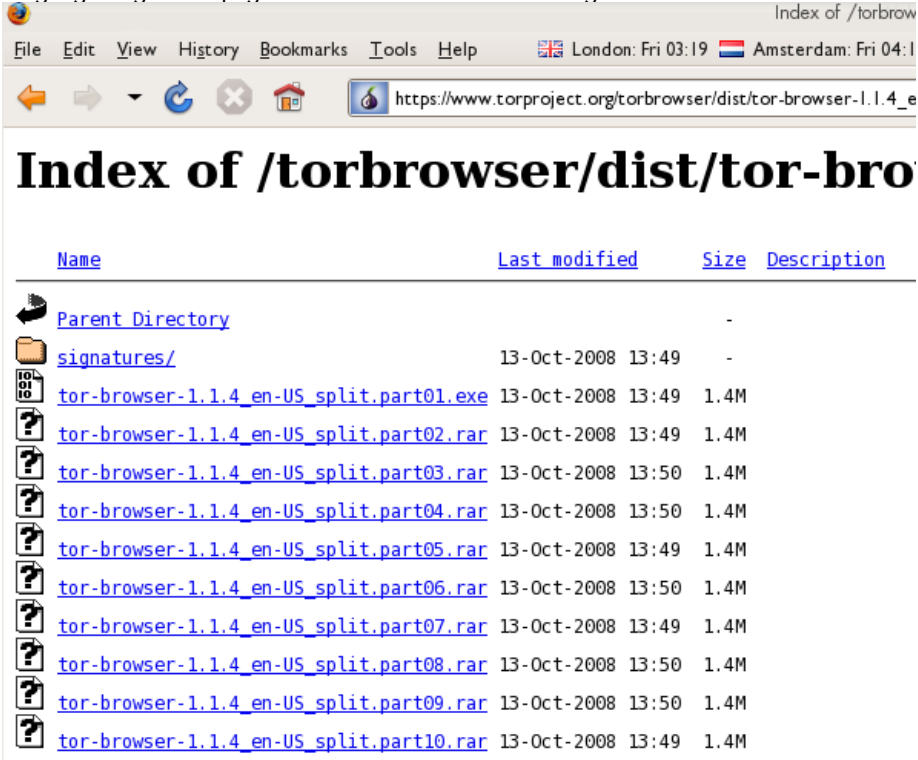 Index of /torbrow
File Edit View History Bookmarks Tools Help London: Fri 03:19 Amsterdam: Fri 04:1
https://www.torproject.org/torbrowser/dist/tor-browser-1.1.4_e
Index of /torbrowser/dist/tor-bro
Name Last modified Size Description
Parent Directory -
signatures/ 13-Oct-2008 13:49 -
tor-browser-1.1.4_en-US_split.part01.exe 13-Oct-2008 13:49 1.4M
tor-browser-1.1.4_en-US_split.part02.rar 13-Oct-2008 13:49 1.4M
tor-browser-1.1.4_en-US_split.part03.rar 13-Oct-2008 13:50 1.4M
tor-browser-1.1.4_en-US_split.part04.rar 13-Oct-2008 13:50 1.4M
tor-browser-1.1.4_en-US_split.part05.rar 13-Oct-2008 13:49 1.4M
tor-browser-1.1.4_en-US_split.part06.rar 13-Oct-2008 13:50 1.4M
tor-browser-1.1.4_en-US_split.part07.rar 13-Oct-2008 13:49 1.4M
tor-browser-1.1.4_en-US_split.part08.rar 13-Oct-2008 13:50 1.4M
tor-browser-1.1.4_en-US_split.part09.rar 13-Oct-2008 13:50 1.4M
tor-browser-1.1.4_en-US_split.part10.rar 13-Oct-2008 13:49 1.4M